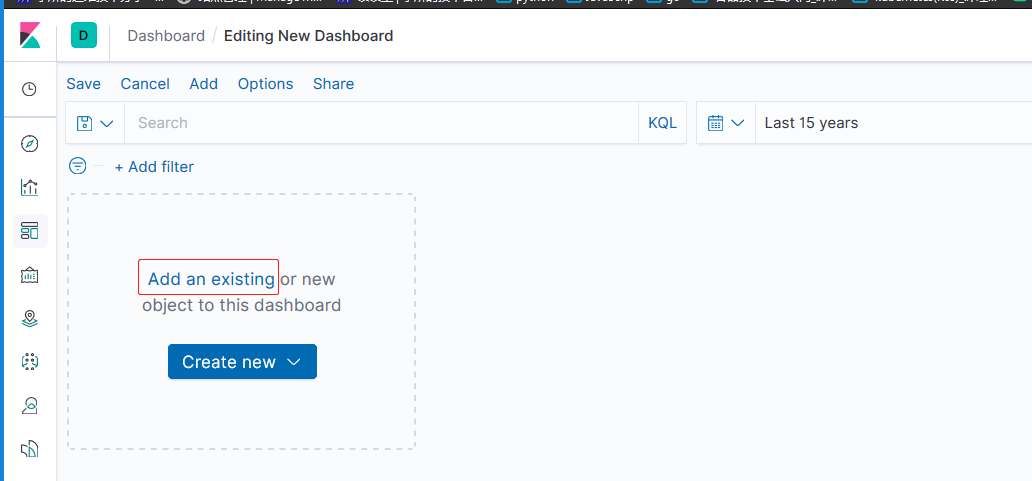 D
Dashboard / Editing New Dashboard
Save Cancel Add Options Share
Search KQL Last 15 years
+ Add filter
Add an existing or new
object to this dashboard
Create new